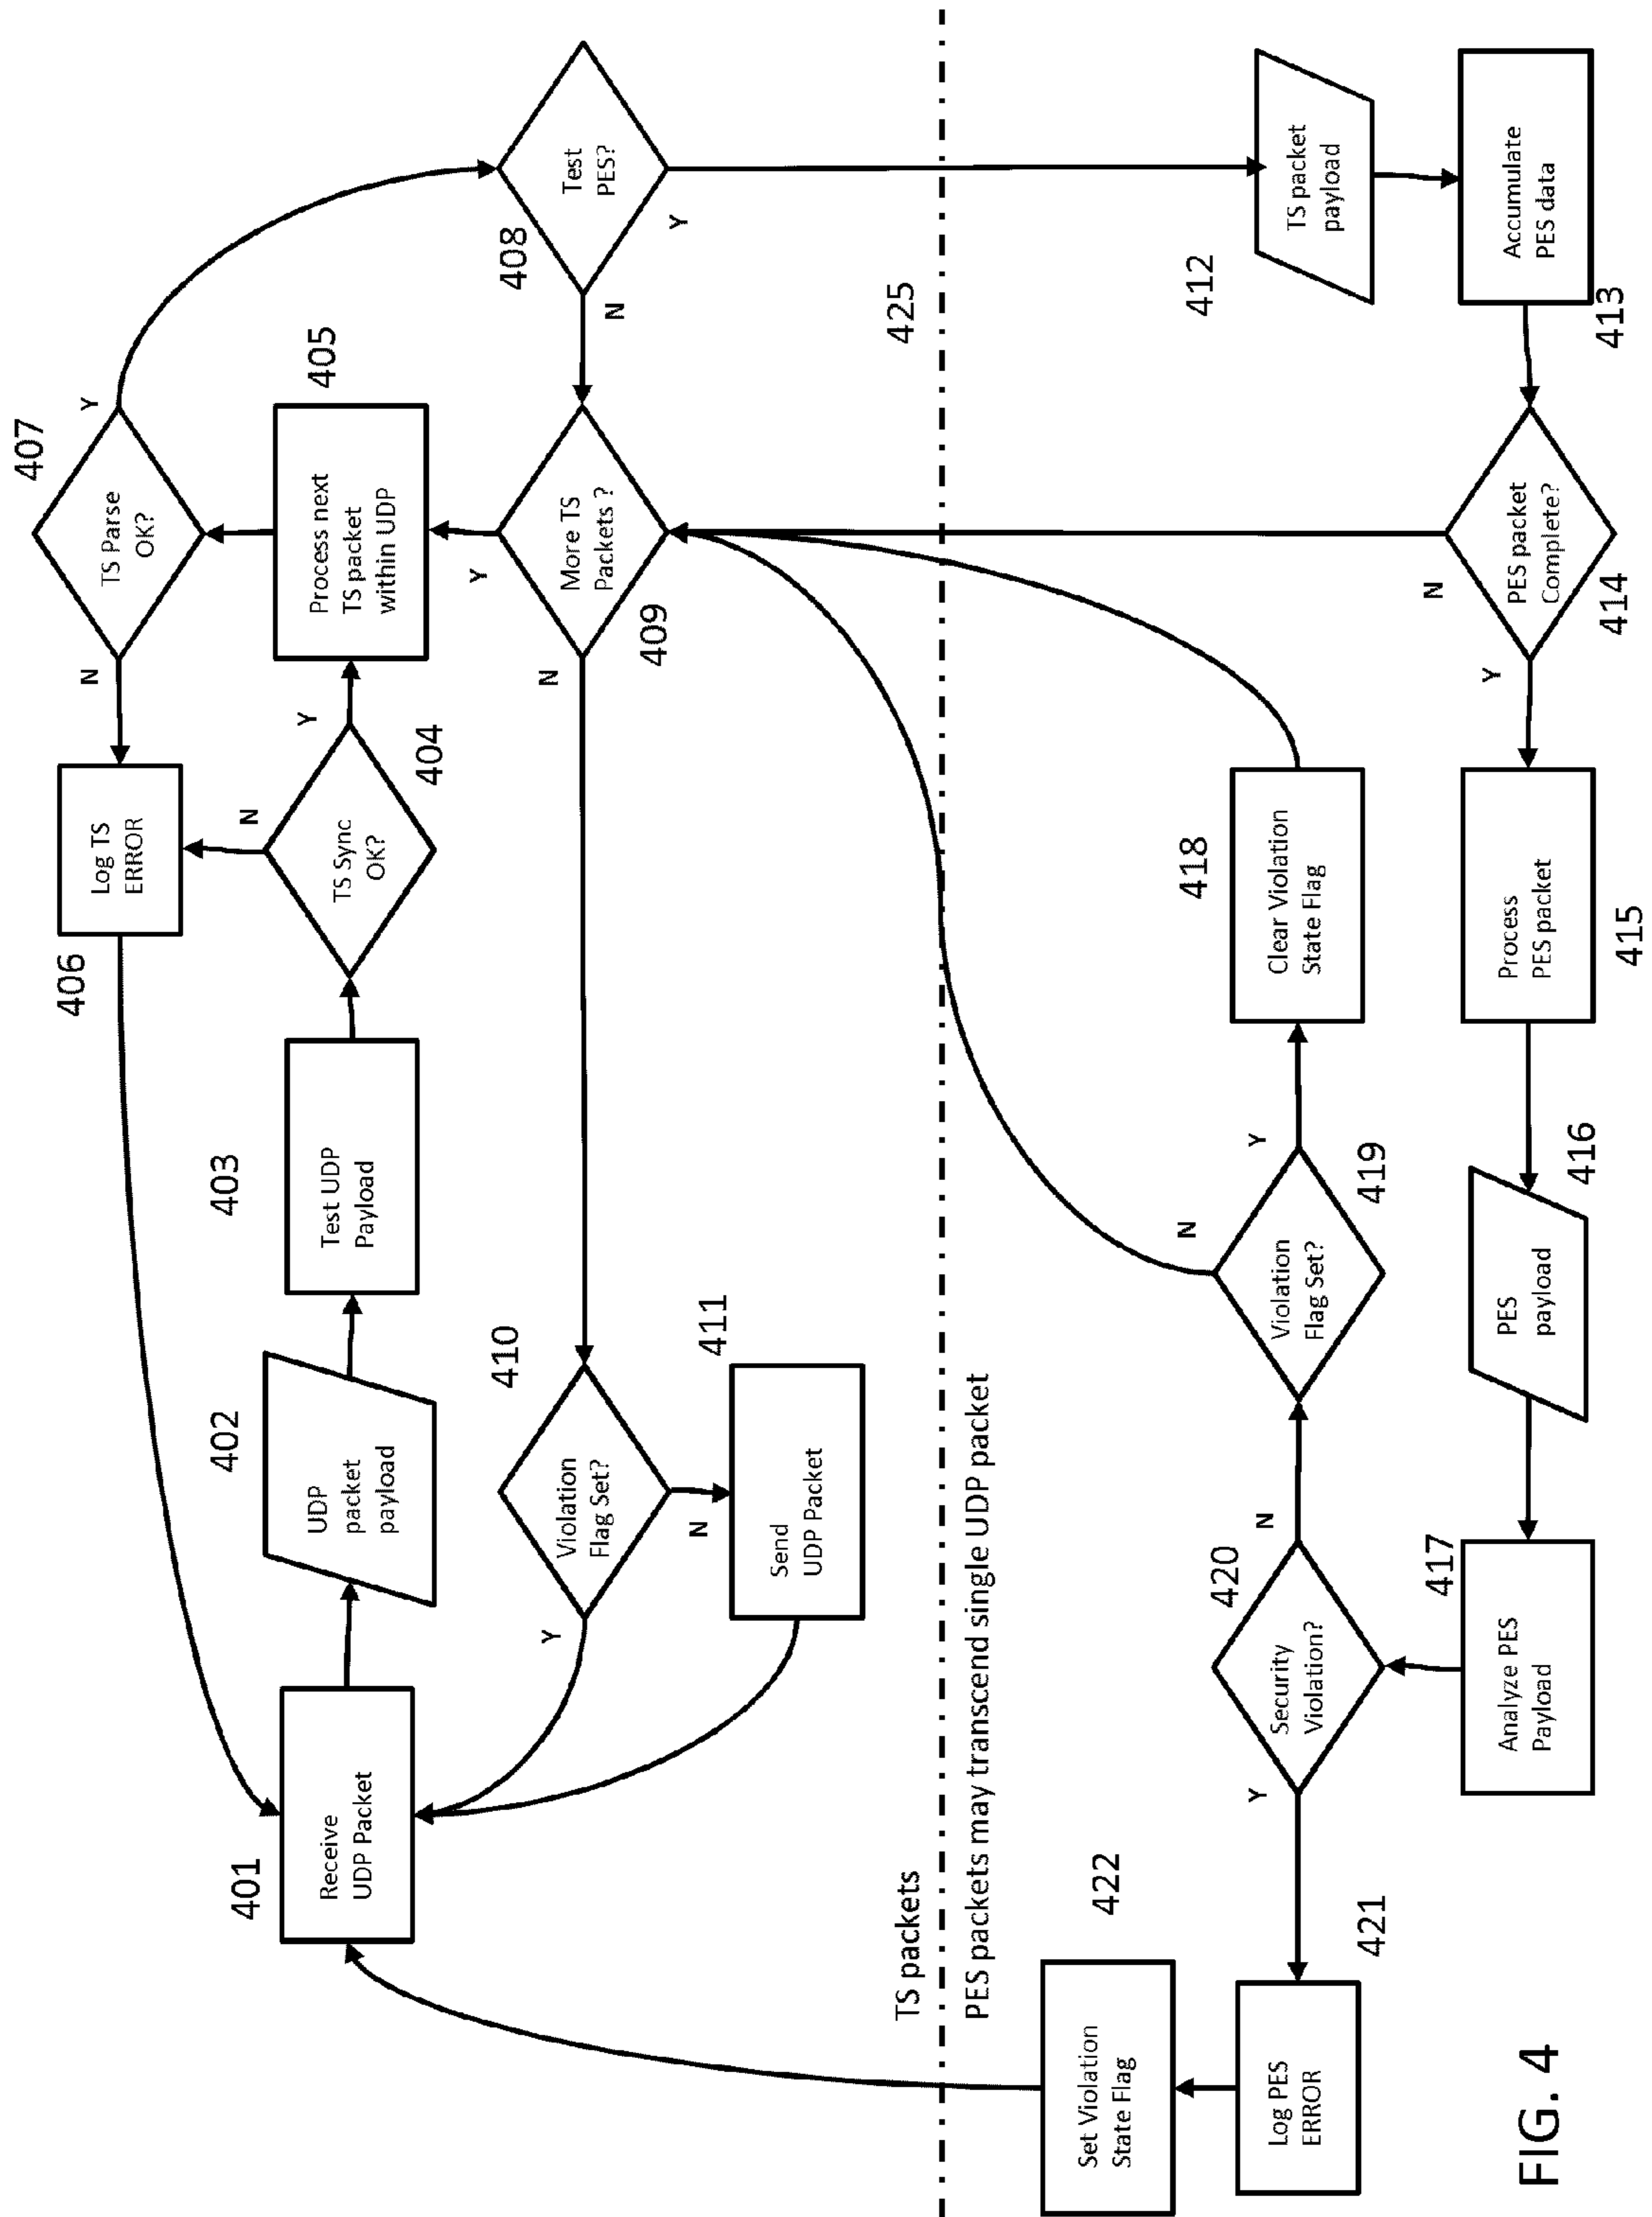 401
Receive
UDP Packet
402
UDP
packet
payload
403
Test UDP
Payload
404
TS Sync
OK?
N
Y
405
Process next
TS packet
within UDP
406
Log TS
ERROR
407
TS Parse
OK?
N
Y
408
Test
PES?
N
Y
409
More TS
Packets ?
Y
N
410
Violation
Flag Set?
Y
N
411
Send
UDP Packet
TS packets
425
PES packets may transcend single UDP packet
412
TS packet
payload
413
Accumulate
PES data
414
PES packet
Complete?
N
Y
415
Process
PES packet
416
PES
payload
417
Analyze PES
Payload
418
Clear Violation
State Flag
419
Violation
Flag Set?
N
Y
420
Security
Violation?
Y
N
421
Log PES
ERROR
422
Set Violation
State Flag
FIG. 4